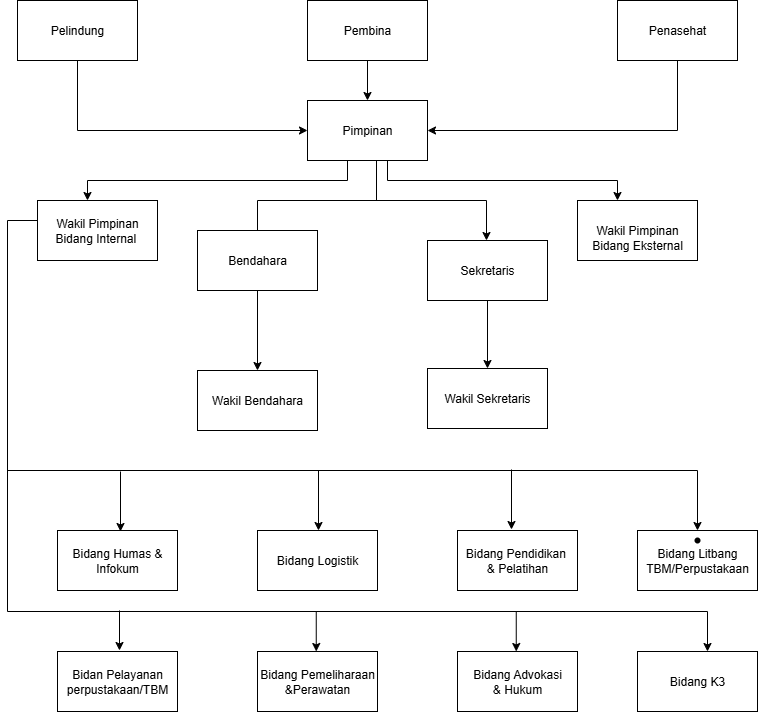 Pelindung
Pembina
Penasehat
Pimpinan
Wakil Pimpinan
Bidang Internal
Bendahara
Sekretaris
Wakil Pimpinan
Bidang Eksternal
Wakil Bendahara
Wakil Sekretaris
Bidang Humas &
Infokum
Bidang Logistik
Bidang Pendidikan
& Pelatihan
Bidang Litbang
TBM/Perpustakaan
Bidan Pelayanan
perpustakaan/TBM
Bidang Pemeliharaan
&Perawatan
Bidang Advokasi
& Hukum
Bidang K3